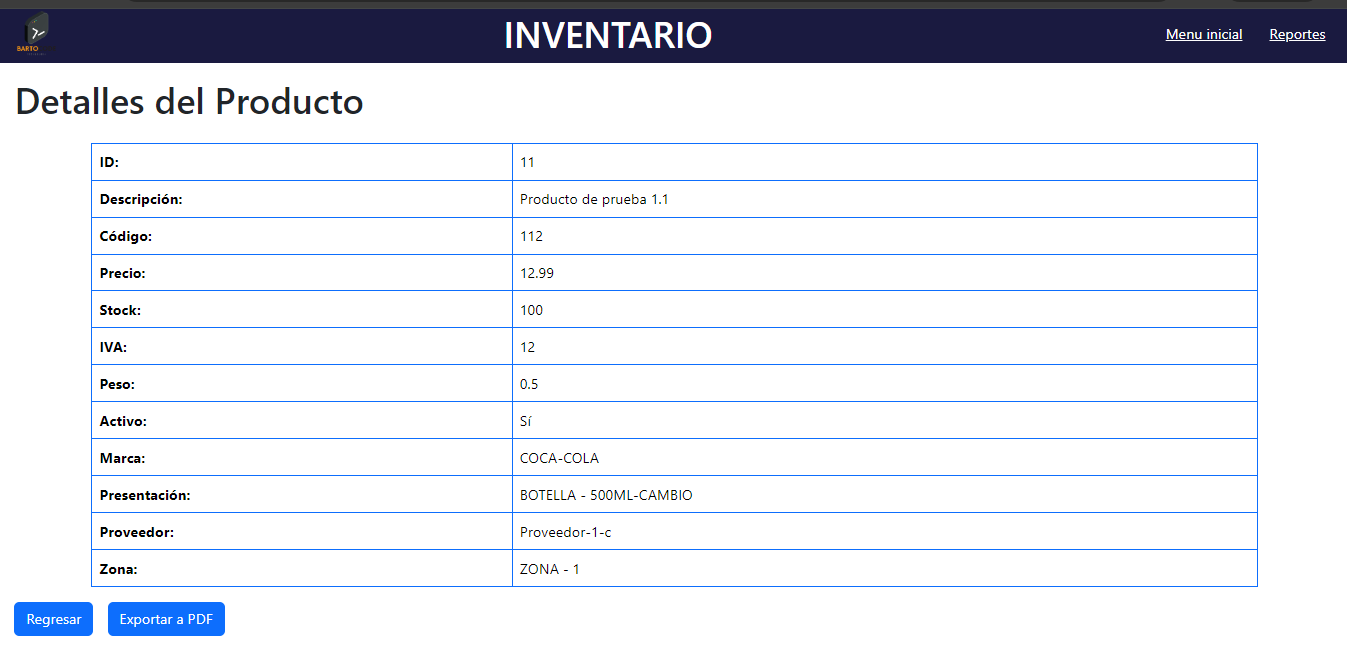 BARTO
INVENTARIO
Menu inicial Reportes
Detalles del Producto
ID: 11
Descripción: Producto de prueba 1.1
Código: 112
Precio: 12.99
Stock: 100
IVA: 12
Peso: 0.5
Activo: Sí
Marca: COCA-COLA
Presentación: BOTELLA - 500ML-CAMBIO
Proveedor: Proveedor-1-c
Zona: ZONA - 1
Regresar Exportar a PDF